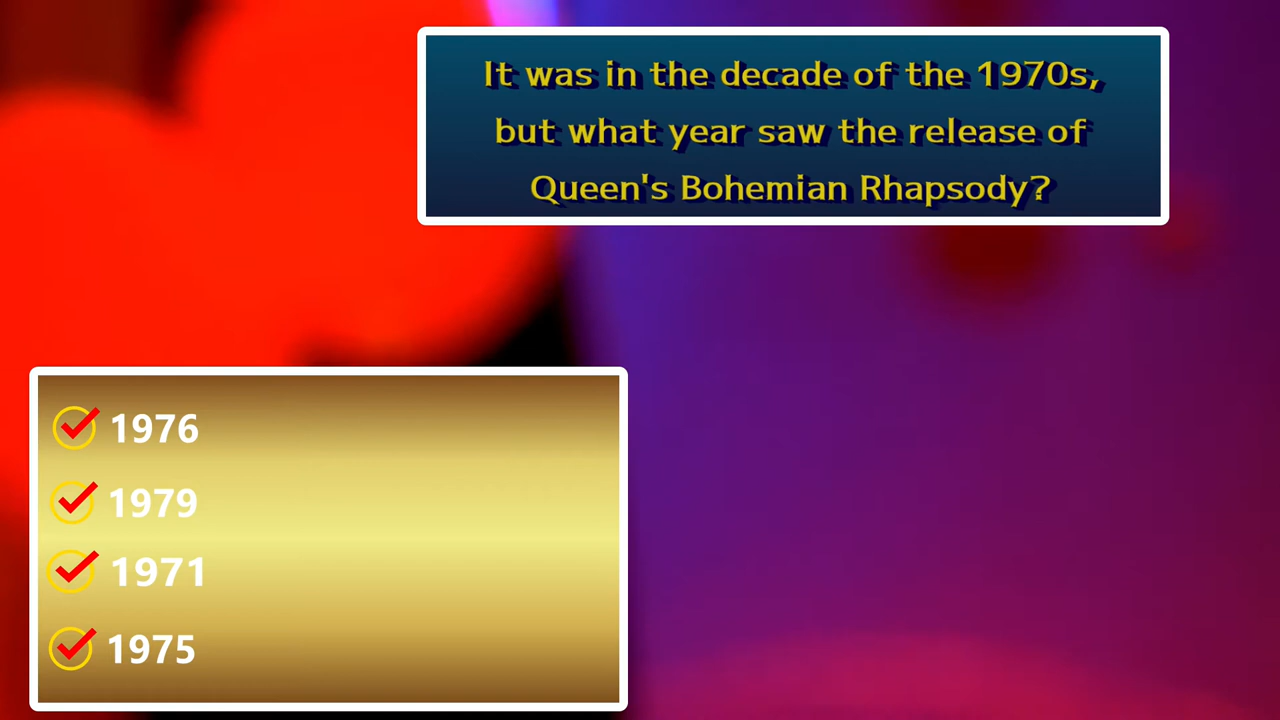 It was in the decade of the 1970s,
but what year saw the release of
Queen's Bohemian Rhapsody?
1976
1979
1971
1975